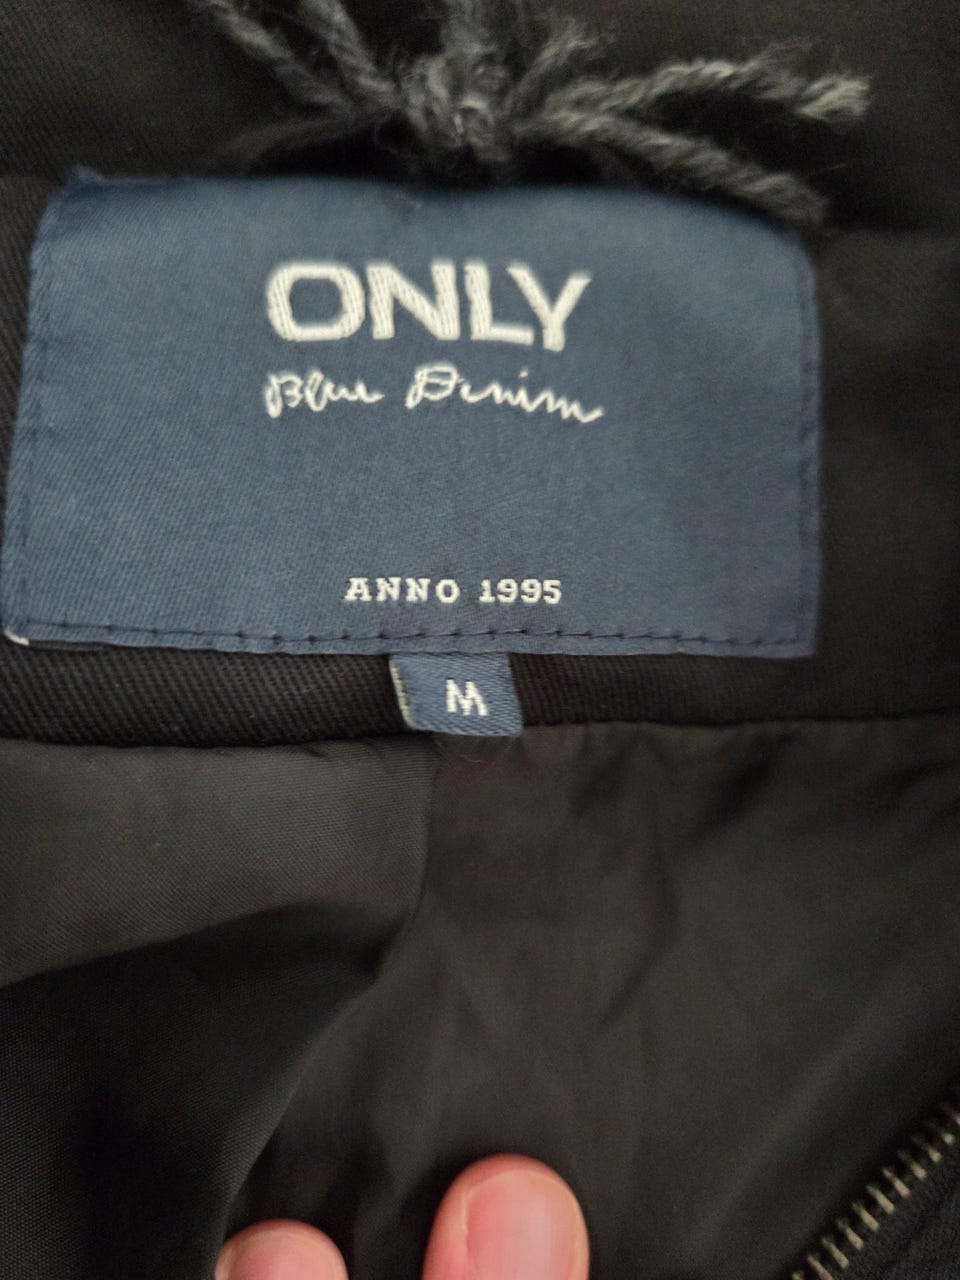 ONLY
Blue Denim
ANNO 1995
M